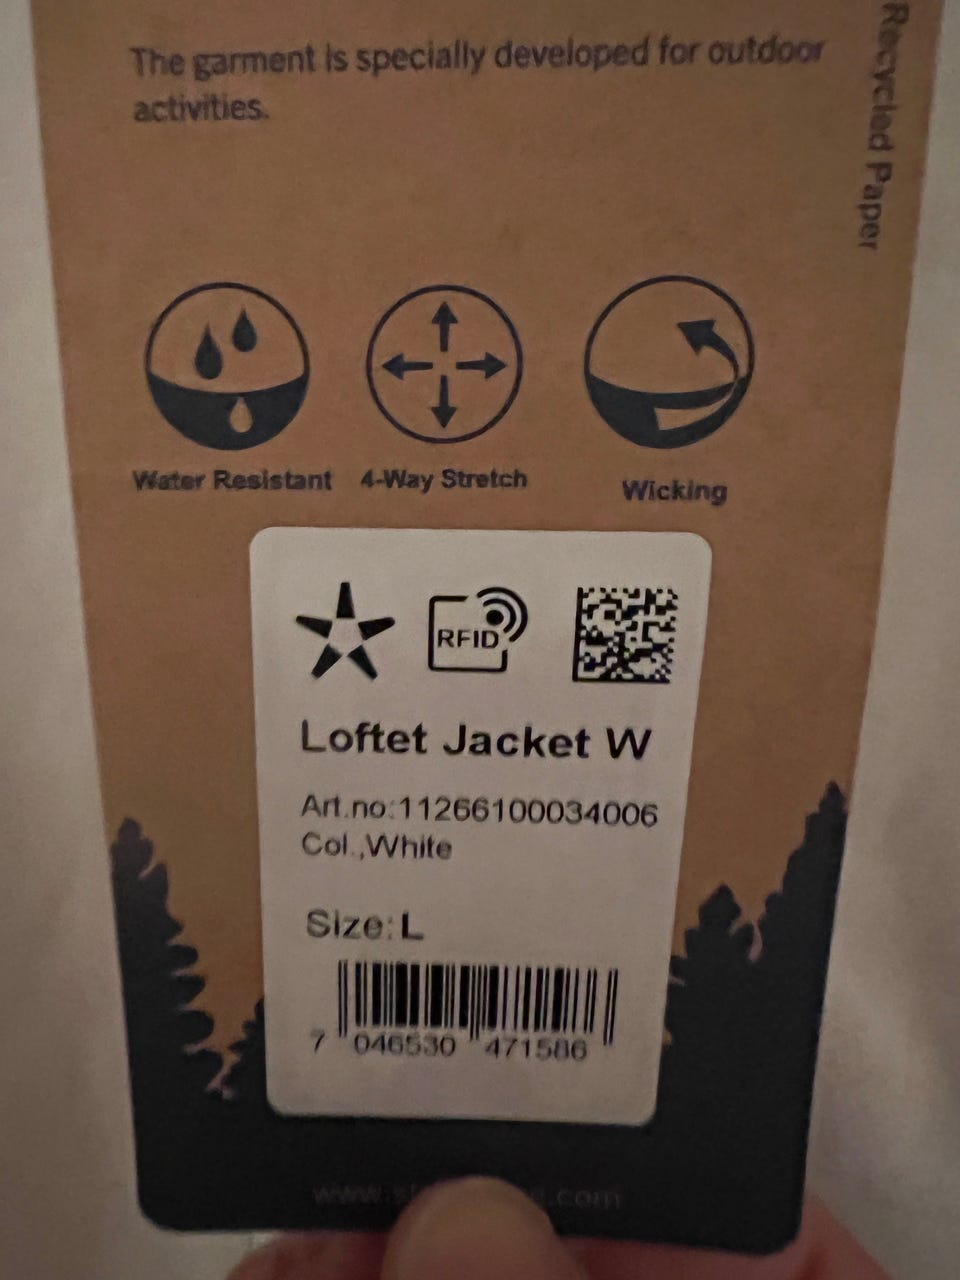 The garment is specially developed for outdoor
activities.
Recycled Paper
Water Resistant
4-Way Stretch
Wicking
RFID
Loftet Jacket W
Art.no:11266100034006
Col.,White
Size:L
7 046530 471586